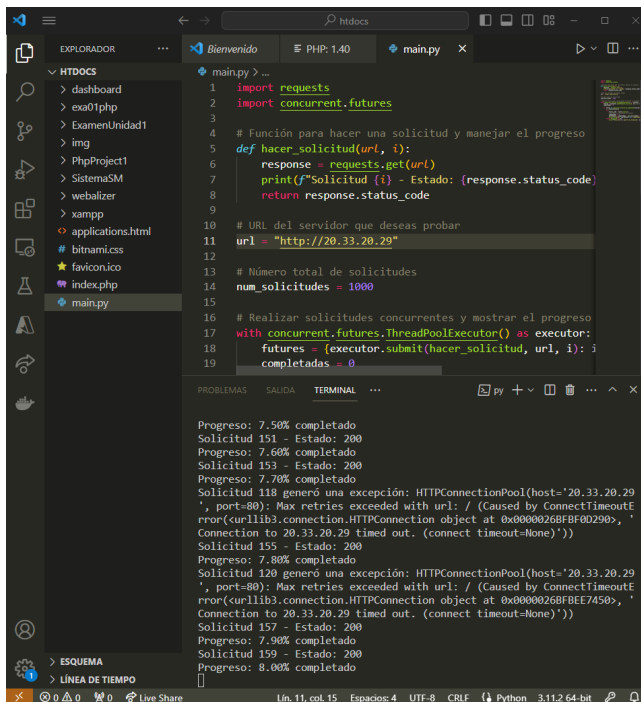 htdocs
EXPLORADOR
HTDOCS
dashboard
exa01php
ExamenUnidad1
img
PhpProject1
SistemaSM
webalizer
xampp
applications.html
bitnami.css
favicon.ico
index.php
main.py
ESQUEMA
LÍNEA DE TIEMPO
Bienvenido
PHP: 1.40
main.py
main.py > ...
1 import requests
2 import concurrent.futures
3
4 # Función para hacer una solicitud y manejar el progreso
5 def hacer_solicitud(url, i):
6 response = requests.get(url)
7 print(f"Solicitud {i} - Estado: {response.status_code}
8 return response.status_code
9
10 # URL del servidor que deseas probar
11 url = "http://20.33.20.29"
12
13 # Número total de solicitudes
14 num_solicitudes = 1000
15
16 # Realizar solicitudes concurrentes y mostrar el progreso
17 with concurrent.futures.ThreadPoolExecutor() as executor:
18 futures = {executor.submit(hacer_solicitud, url, i): i
19 completadas = 0
PROBLEMAS SALIDA TERMINAL
py
Progreso: 7.50% completado
Solicitud 151 - Estado: 200
Progreso: 7.60% completado
Solicitud 153 - Estado: 200
Progreso: 7.70% completado
Solicitud 118 generó una excepción: HTTPConnectionPool(host='20.33.20.29
', port=80): Max retries exceeded with url: / (Caused by ConnectTimeoutE
rror(<urllib3.connection.HTTPConnection object at 0x0000026BFBF0D290>, '
Connection to 20.33.20.29 timed out. (connect timeout=None)'))
Solicitud 155 - Estado: 200
Progreso: 7.80% completado
Solicitud 120 generó una excepción: HTTPConnectionPool(host='20.33.20.29
', port=80): Max retries exceeded with url: / (Caused by ConnectTimeoutE
rror(<urllib3.connection.HTTPConnection object at 0x0000026BFBEE7450>, '
Connection to 20.33.20.29 timed out. (connect timeout=None)'))
Solicitud 157 - Estado: 200
Progreso: 7.90% completado
Solicitud 159 - Estado: 200
Progreso: 8.00% completado
1
0 0 0 Live Share Lín. 11, col. 15 Espacios: 4 UTF-8 CRLF Python 3.11.2 64-bit